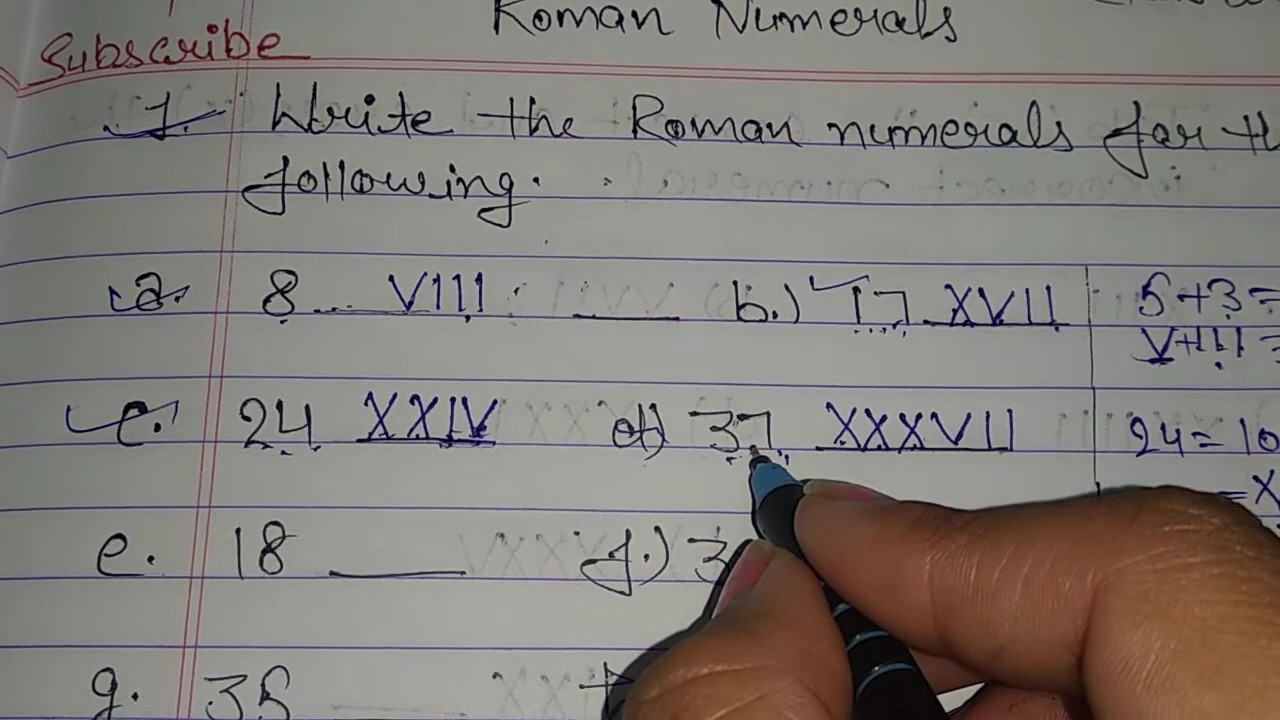 Roman Numerals
Subscribe
1. Write the Roman numerals for
following.
a. 8 VIII b.) 17 XVII 5+3=
=V+III
c. 24 XXIV d) 37 XXXVII 24=10
=X
e. 18 f.) 3
g. 35